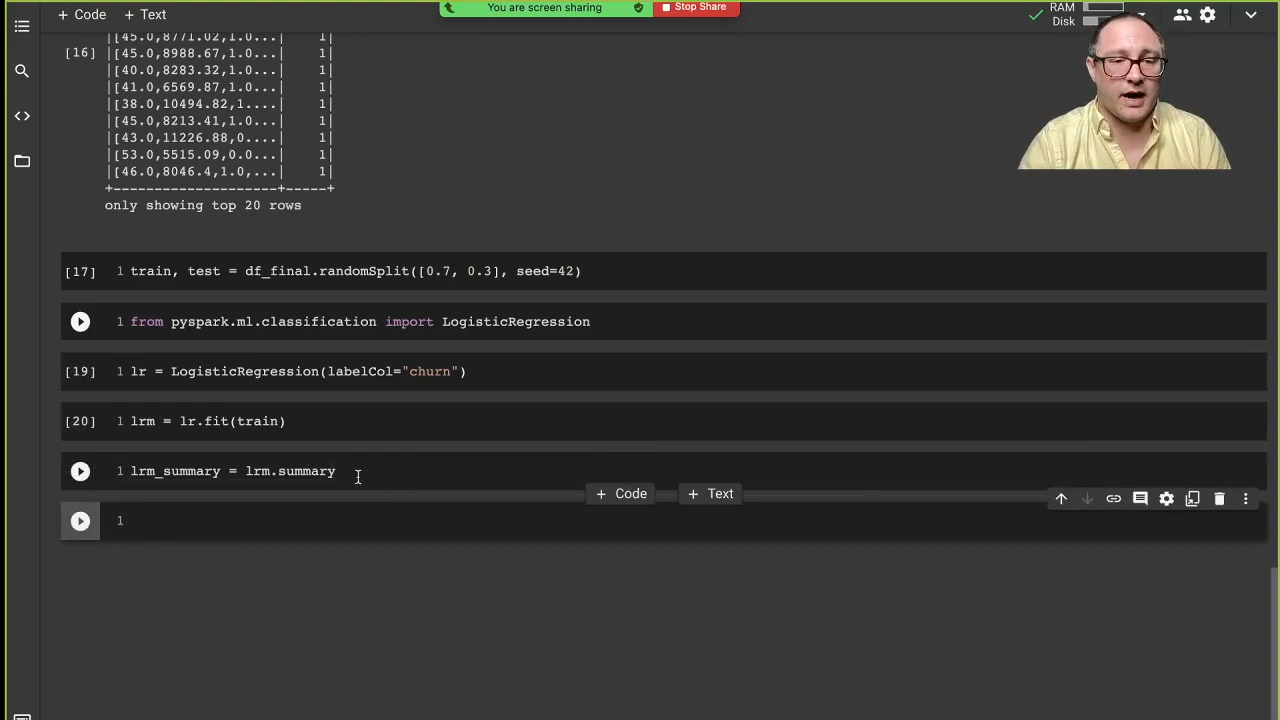 + Code + Text
You are screen sharing
Stop Share
RAM
Disk
|[45.0,8771.02,1.0...| 1|
[16] |[45.0,8988.67,1.0...| 1|
|[40.0,8283.32,1.0...| 1|
|[41.0,6569.87,1.0...| 1|
|[38.0,10494.82,1....| 1|
|[45.0,8213.41,1.0...| 1|
|[43.0,11226.88,0....| 1|
|[53.0,5515.09,0.0...| 1|
|[46.0,8046.4,1.0,...| 1|
+--------------------+-----+
only showing top 20 rows
[17] 1 train, test = df_final.randomSplit([0.7, 0.3], seed=42)
1 from pyspark.ml.classification import LogisticRegression
[19] 1 lr = LogisticRegression(labelCol="churn")
[20] 1 lrm = lr.fit(train)
1 lrm_summary = lrm.summary
+ Code + Text
1